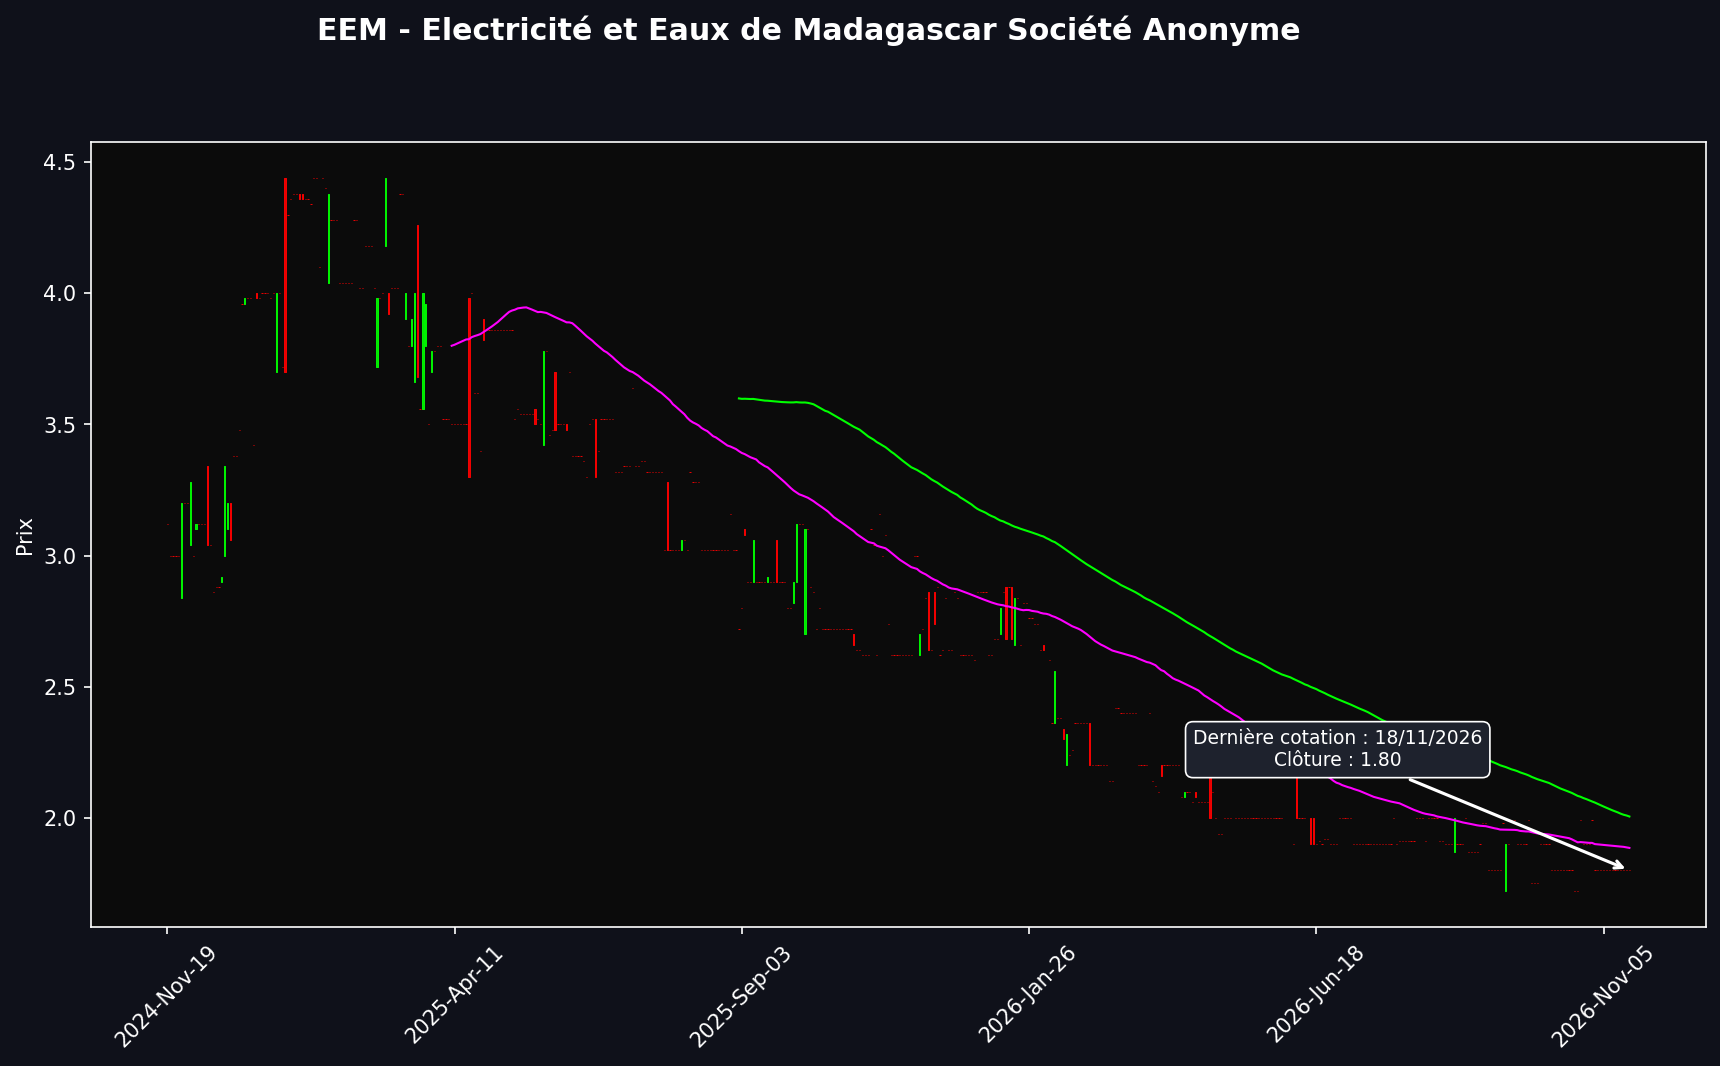 EEM - Electricité et Eaux de Madagascar Société Anonyme
Prix
4.5
4.0
3.5
3.0
2.5
2.0
Dernière cotation : 18/11/2026
Clôture : 1.80
2024-Nov-19
2025-Apr-11
2025-Sep-03
2026-Jan-26
2026-Jun-18
2026-Nov-05